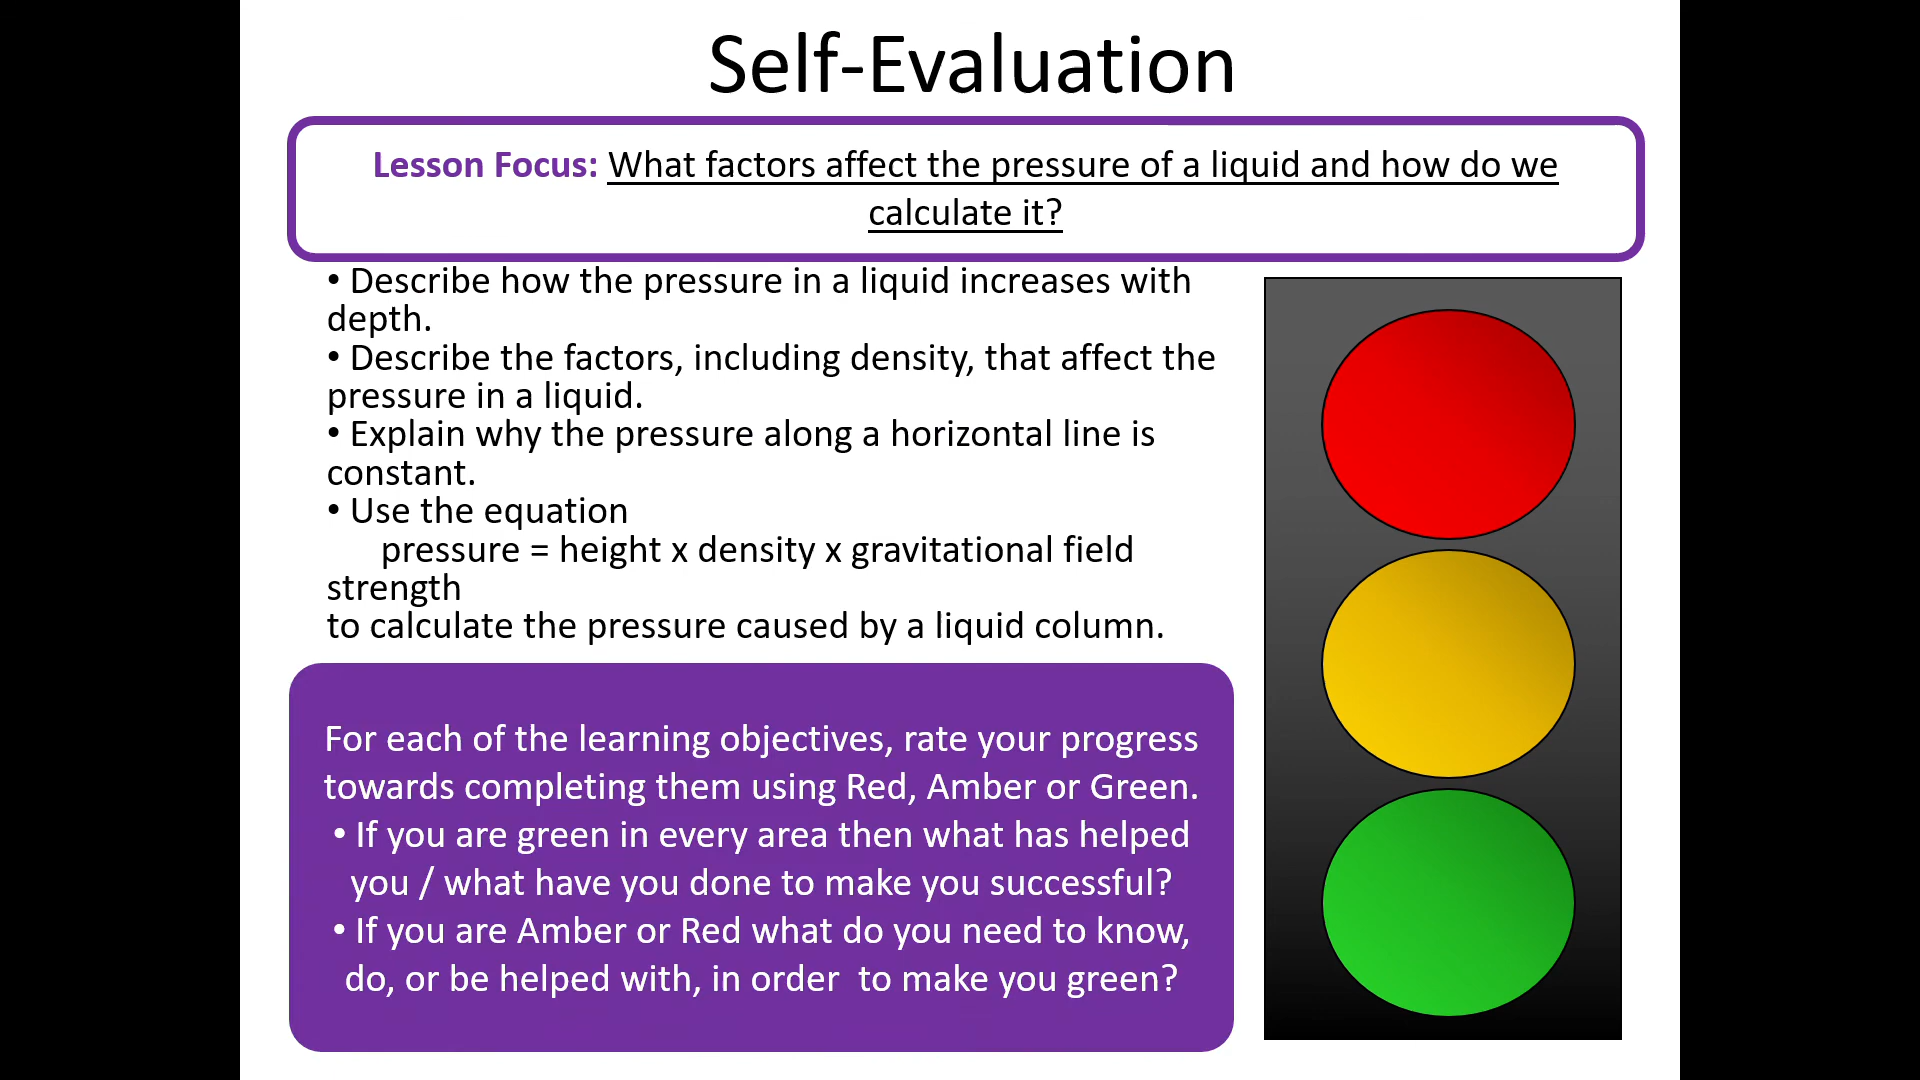 Self-Evaluation
Lesson Focus: What factors affect the pressure of a liquid and how do we
calculate it?
• Describe how the pressure in a liquid increases with
depth.
• Describe the factors, including density, that affect the
pressure in a liquid.
• Explain why the pressure along a horizontal line is
constant.
• Use the equation
pressure = height x density x gravitational field
strength
to calculate the pressure caused by a liquid column.
For each of the learning objectives, rate your progress
towards completing them using Red, Amber or Green.
• If you are green in every area then what has helped
you / what have you done to make you successful?
• If you are Amber or Red what do you need to know,
do, or be helped with, in order  to make you green?